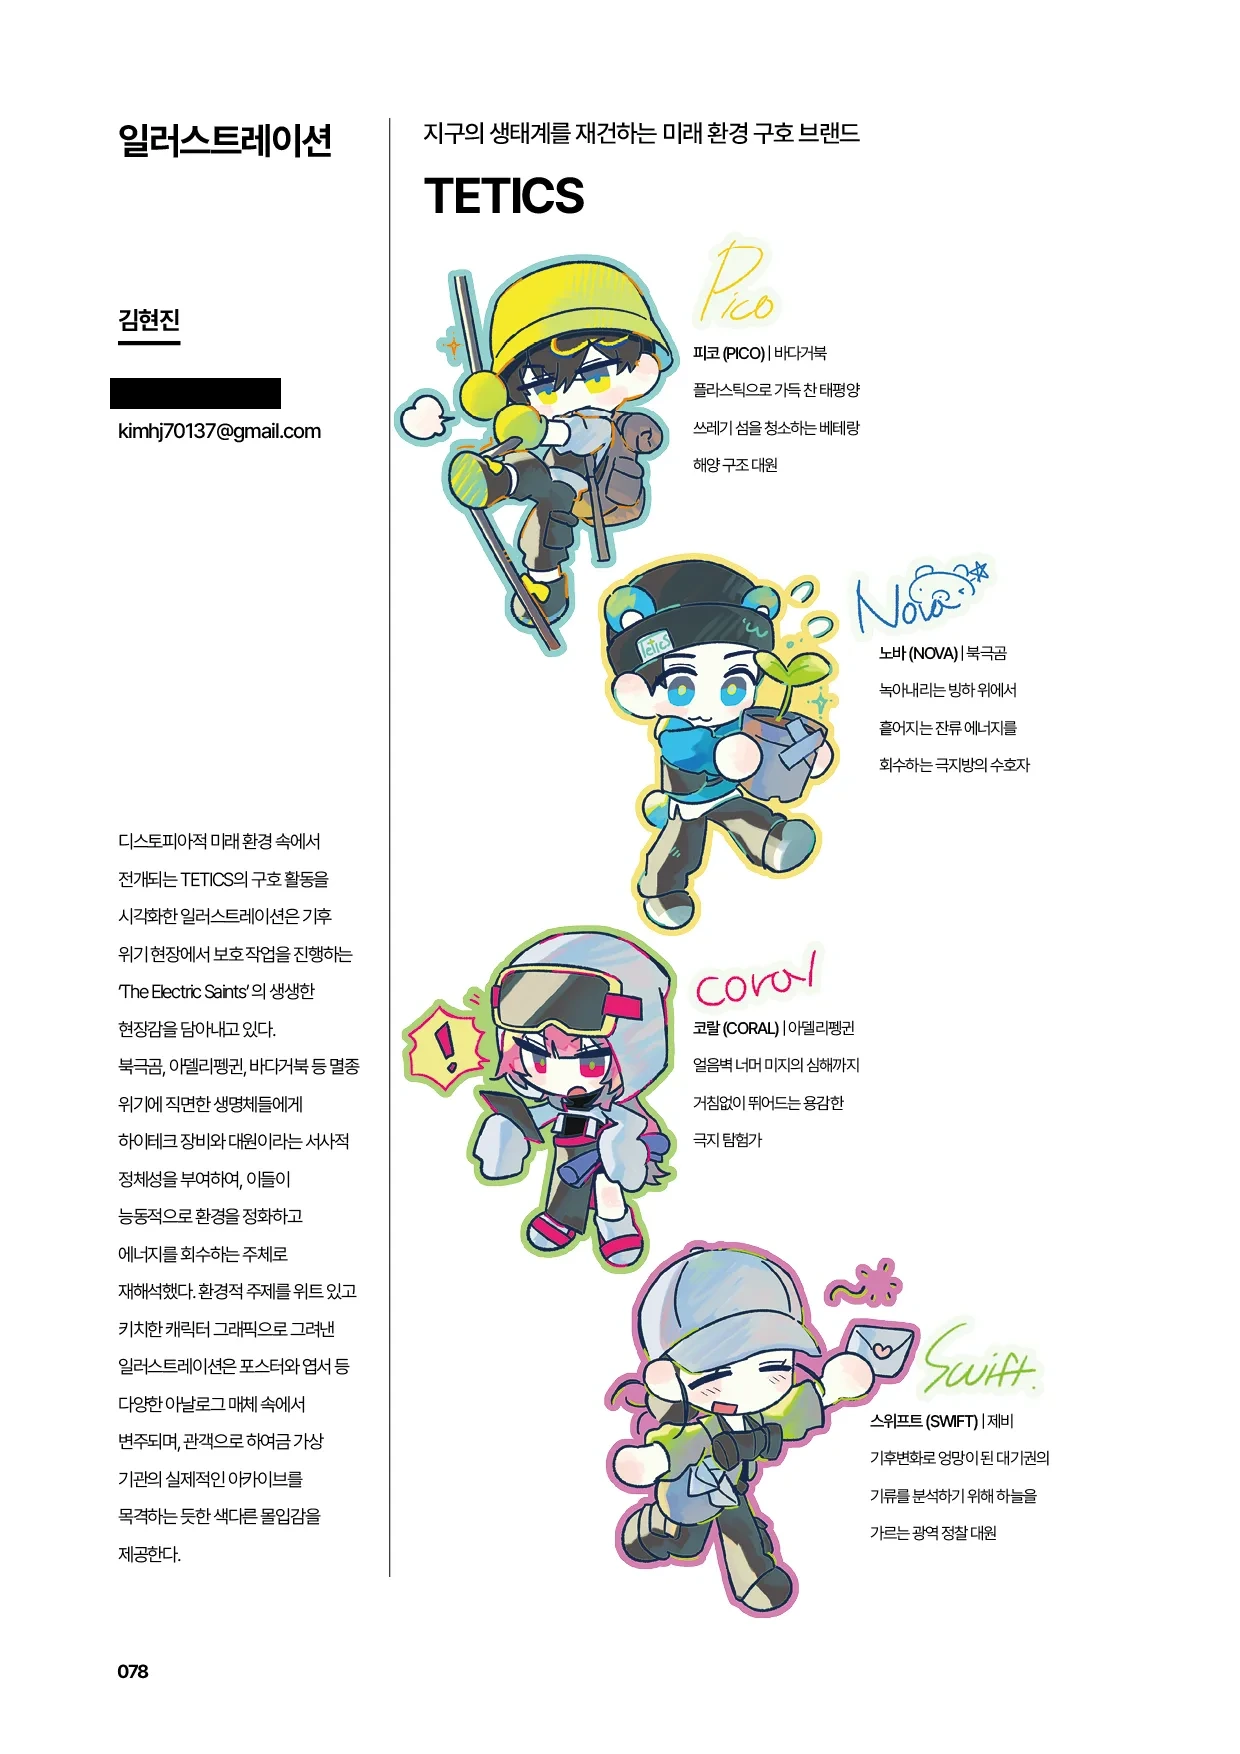 일러스트레이션
김현진
kimhj70137@gmail.com
디스토피아적 미래 환경 속에서
전개되는 TETICS의 구호 활동을
시각화한 일러스트레이션은 기후
위기 현장에서 보호 작업을 진행하는
‘The Electric Saints’ 의 생생한
현장감을 담아내고 있다.
북극곰, 아델리펭귄, 바다거북 등 멸종
위기에 직면한 생명체들에게
하이테크 장비와 대원이라는 서사적
정체성을 부여하여, 이들이
능동적으로 환경을 정화하고
에너지를 회수하는 주체로
재해석했다. 환경적 주제를 위트 있고
키치한 캐릭터 그래픽으로 그려낸
일러스트레이션은 포스터와 엽서 등
다양한 아날로그 매체 속에서
변주되며, 관객으로 하여금 가상
기관의 실제적인 아카이브를
목격하는 듯한 색다른 몰입감을
제공한다.
지구의 생태계를 재건하는 미래 환경 구호 브랜드
TETICS
Pico
피코 (PICO) | 바다거북
플라스틱으로 가득 찬 태평양
쓰레기 섬을 청소하는 베테랑
해양 구조 대원
Nova
Tetics
노바 (NOVA) | 북극곰
녹아내리는 빙하 위에서
흩어지는 잔류 에너지를
회수하는 극지방의 수호자
coral
!
코랄 (CORAL) | 아델리펭귄
얼음벽 너머 미지의 심해까지
거침없이 뛰어드는 용감한
극지 탐험가
Swift.
스위프트 (SWIFT) | 제비
기후변화로 엉망이 된 대기권의
기류를 분석하기 위해 하늘을
가르는 광역 정찰 대원
078